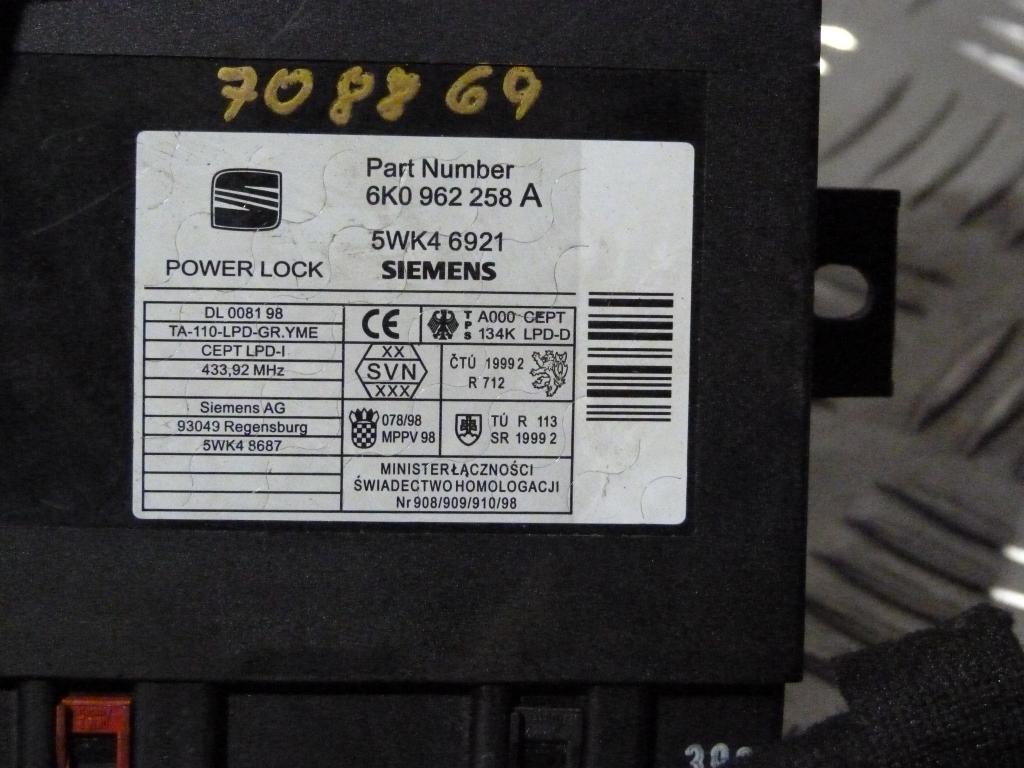 708869
Part Number
6K0 962 258 A
5WK4 6921
POWER LOCK SIEMENS
DL 0081 98
TA-110-LPD-GR.YME
CEPT LPD-I
433,92 MHz
Siemens AG
93049 Regensburg
5WK4 8687
CE
TPS
A000 CEPT
134K LPD-D
XX
SVN
XXX
ČTÚ 1999 2
R 712
078/98
MPPV 98
TÚ R 113
SR 1999 2
MINISTER ŁĄCZNOŚCI
ŚWIADECTWO HOMOLOGACJI
Nr 908/909/910/98